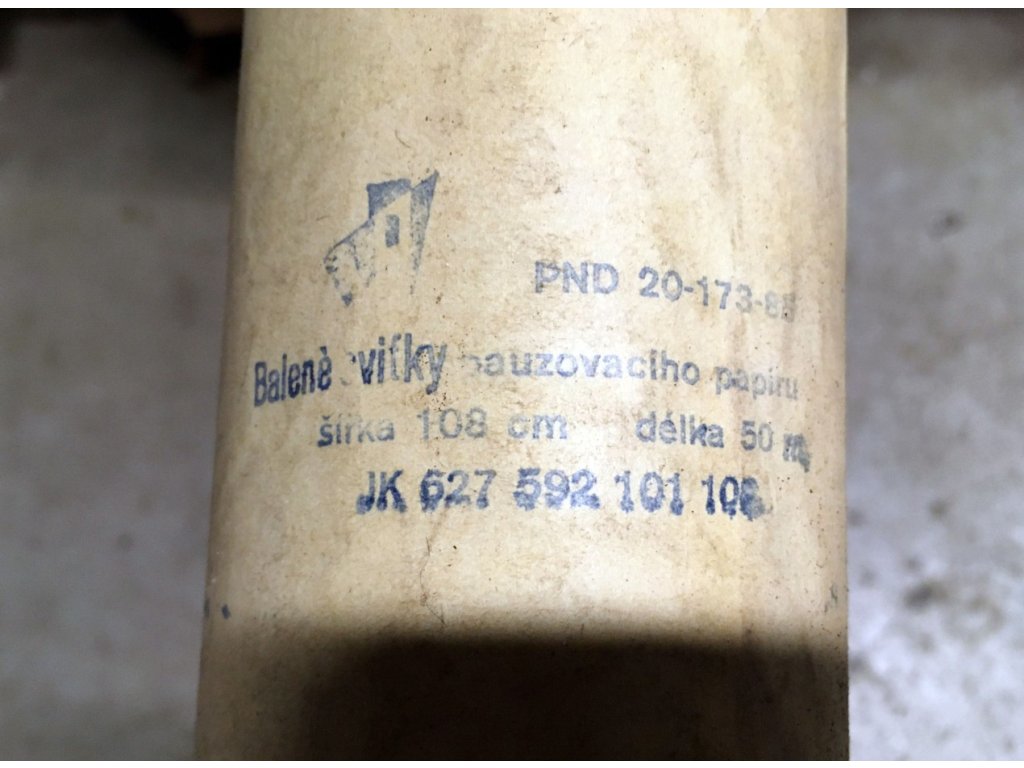 PND 20-173-85
Balené svitky pauzovacího papíru
šířka 108 cm délka 50 m,
JK 627 592 101 108